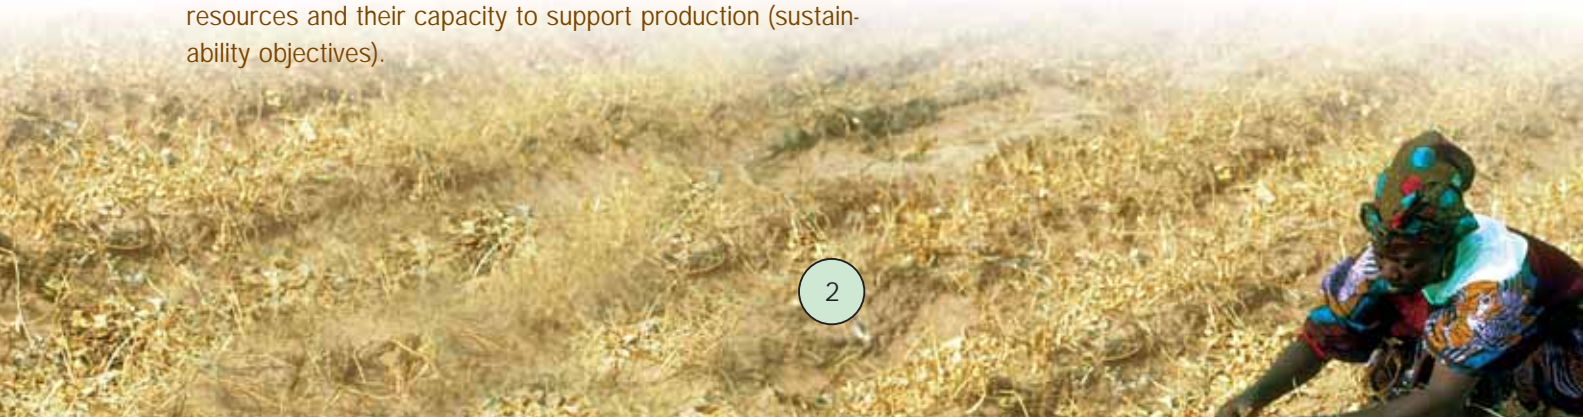 resources and their capacity to support production (sustain-
ability objectives).
2